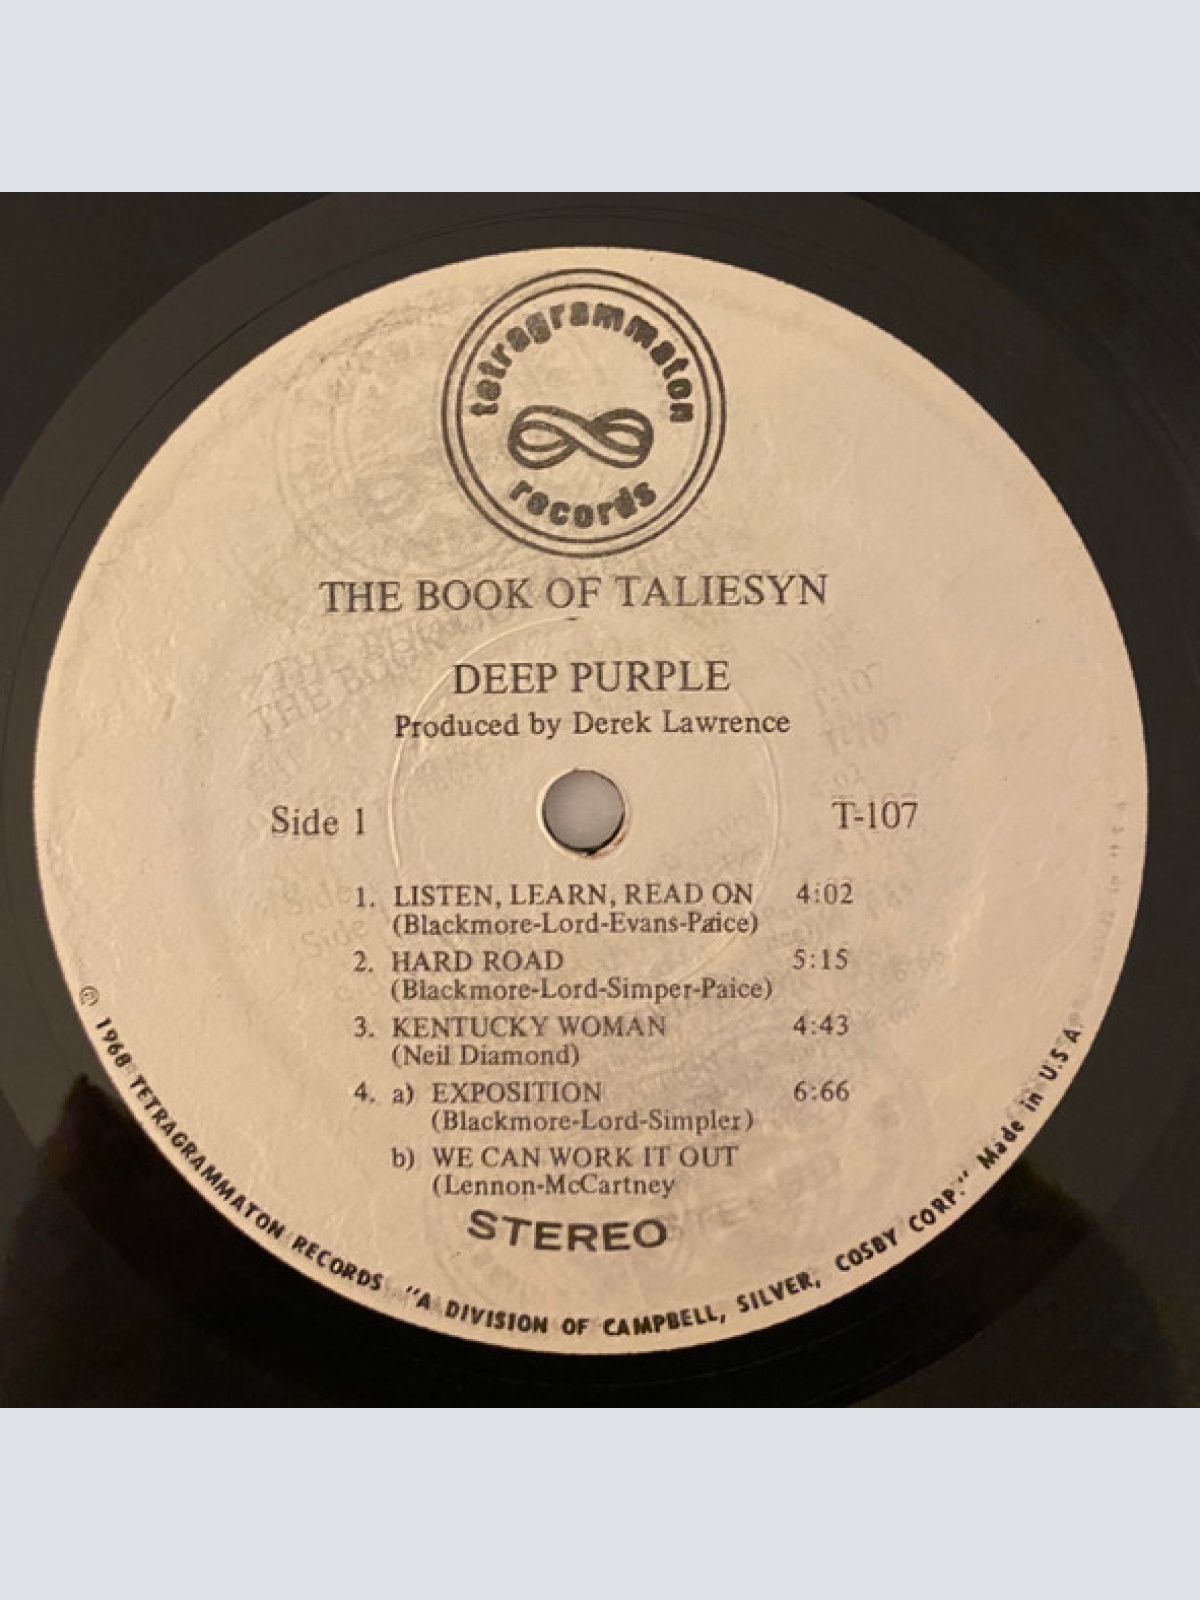 tetragrammaton
records
THE BOOK OF TALIESYN
DEEP PURPLE
Produced by Derek Lawrence
Side 1 T-107
1. LISTEN, LEARN, READ ON 4:02
(Blackmore-Lord-Evans-Paice)
2. HARD ROAD 5:15
(Blackmore-Lord-Simper-Paice)
3. KENTUCKY WOMAN 4:43
(Neil Diamond)
4. a) EXPOSITION 6:66
(Blackmore-Lord-Simpler)
b) WE CAN WORK IT OUT
(Lennon-McCartney
STEREO
© 1968 TETRAGRAMMATON RECORDS "A DIVISION OF CAMPBELL, SILVER, COSBY CORP." Made in U.S.A.